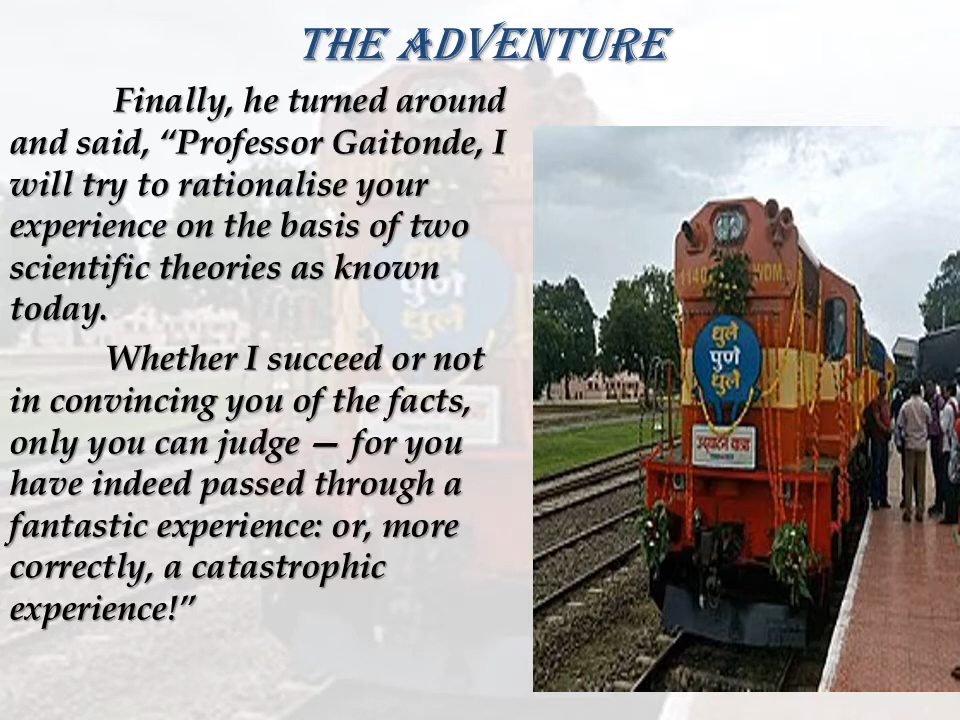 THE ADVENTURE
Finally, he turned around
and said, “Professor Gaitonde, I
will try to rationalise your
experience on the basis of two
scientific theories as known
today.
Whether I succeed or not
in convincing you of the facts,
only you can judge — for you
have indeed passed through a
fantastic experience: or, more
correctly, a catastrophic
experience!”
धुले
पुणे
धुले
उद्घाटन यात्रा